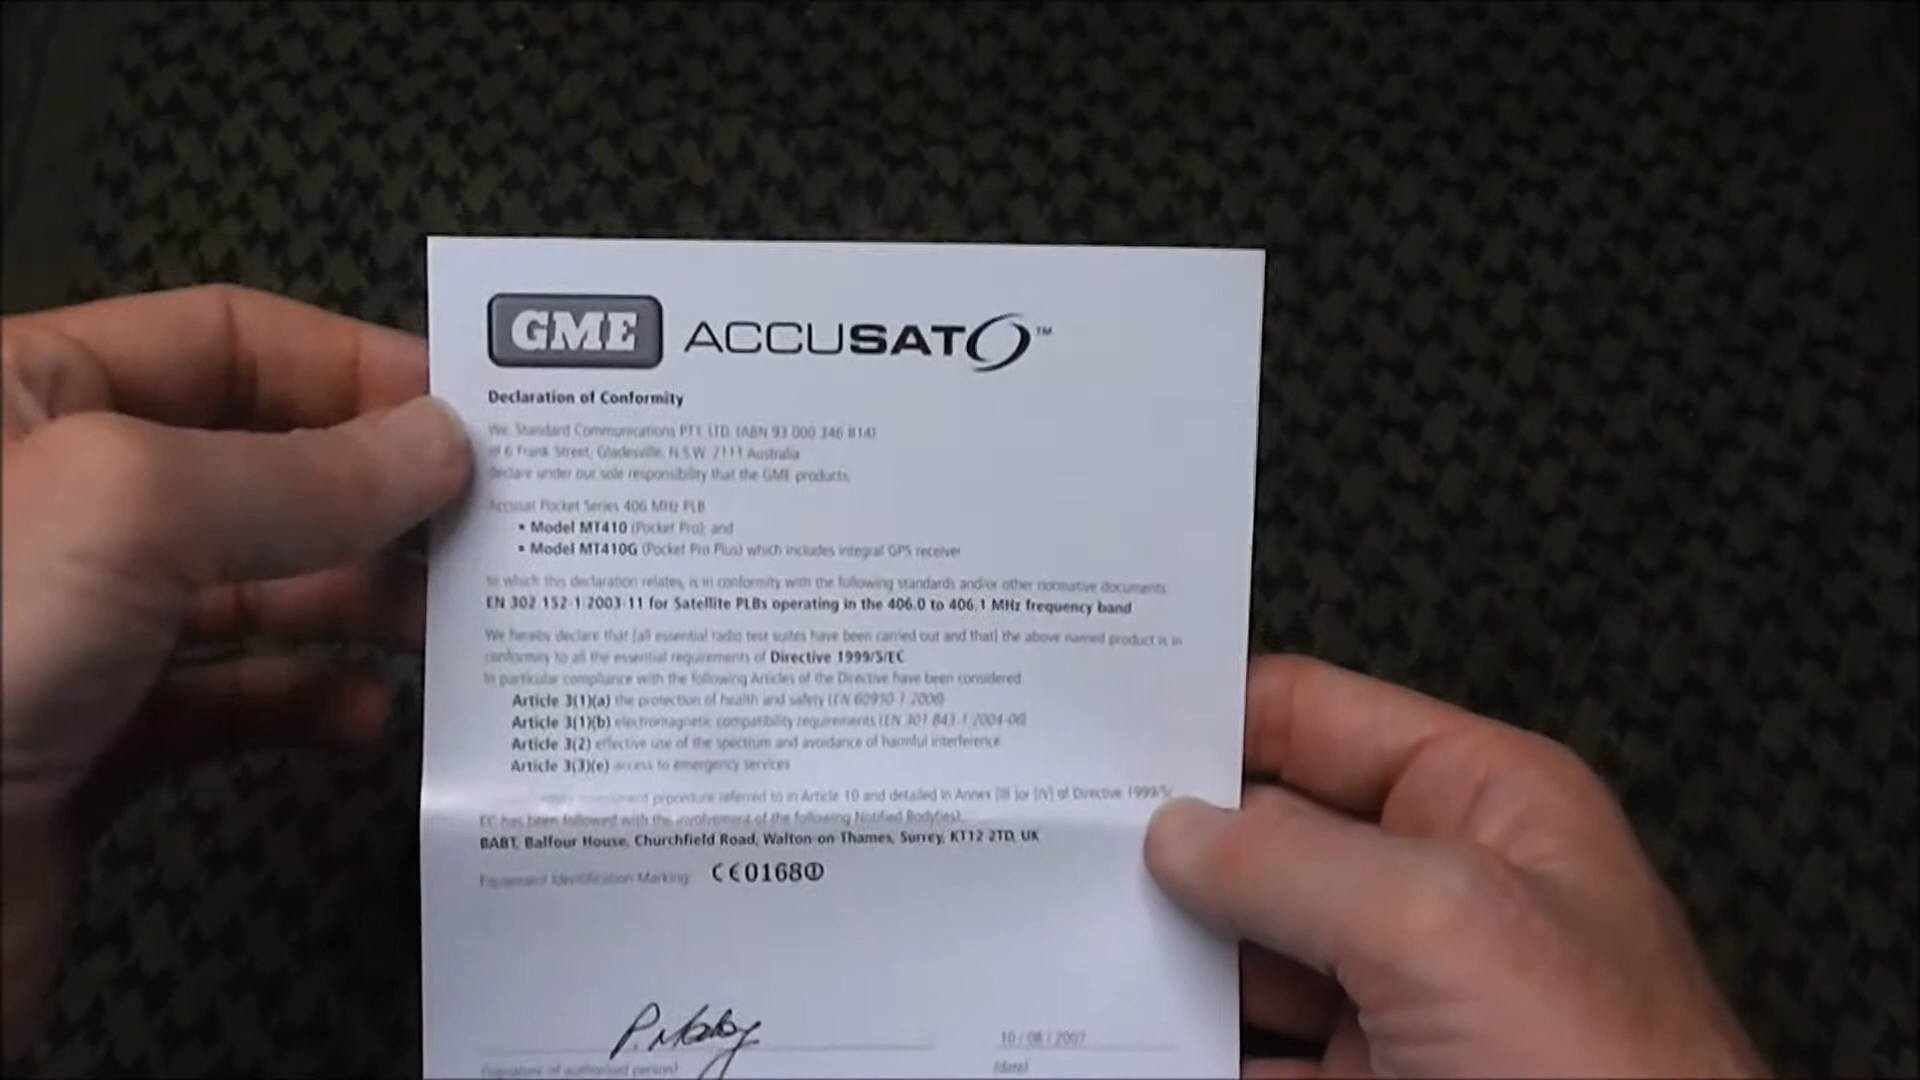 GME ACCUSAT™
Declaration of Conformity
We, Standard Communications PTY. LTD. (ABN 93 000 346 814)
of 6 Frank Street, Gladesville, N.S.W. 2111 Australia
declare under our sole responsibility that the GME products,
Accusat Pocket Series 406 MHz PLB
• Model MT410 (Pocket Pro); and
• Model MT410G (Pocket Pro Plus) which includes integral GPS receiver
to which this declaration relates, is in conformity with the following standards and/or other normative documents:
EN 302 152-1:2003-11 for Satellite PLBs operating in the 406.0 to 406.1 MHz frequency band
We hereby declare that [all essential radio test suites have been carried out and that] the above named product is in
conformity to all the essential requirements of Directive 1999/5/EC
In particular compliance with the following Articles of the Directive have been considered
Article 3(1)(a) the protection of health and safety (EN 60950-1:2006)
Article 3(1)(b) electromagnetic compatibility requirements (EN 301 843-1:2004-06)
Article 3(2) effective use of the spectrum and avoidance of harmful interference
Article 3(3)(e) access to emergency services
procedure referred to in Article 10 and detailed in Annex [III] [or (IV)] of Directive 1999/5/
EC has been followed with the involvement of the following Notified Body(ies):
BABT, Balfour House, Churchfield Road, Walton-on-Thames, Surrey, KT12 2TD, UK
Equipment Identification Marking: CE0168
10 / 08 / 2007
(signature of authorised person) (date)